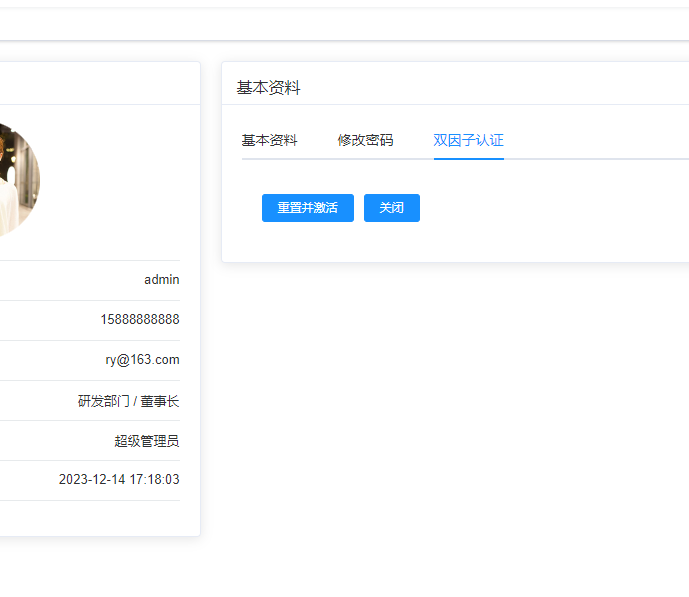 基本资料
基本资料 修改密码 双因子认证
重置并激活 关闭
admin
15888888888
ry@163.com
研发部门 / 董事长
超级管理员
2023-12-14 17:18:03